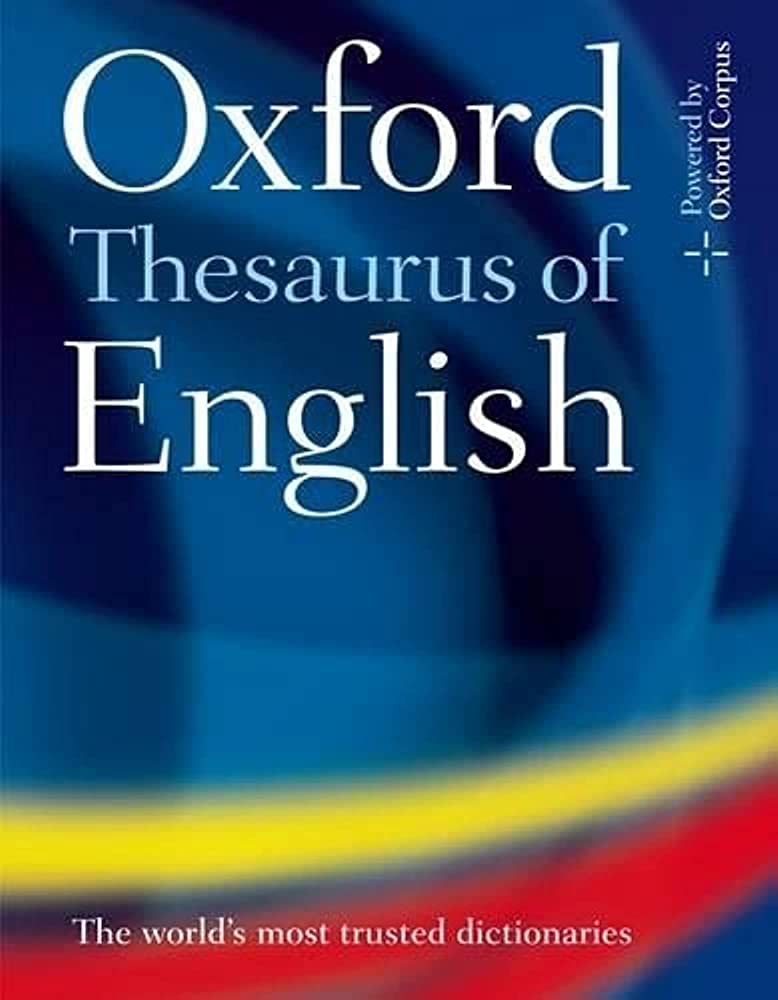 Oxford
Thesaurus of
English
Powered by
Oxford Corpus
The world's most trusted dictionaries